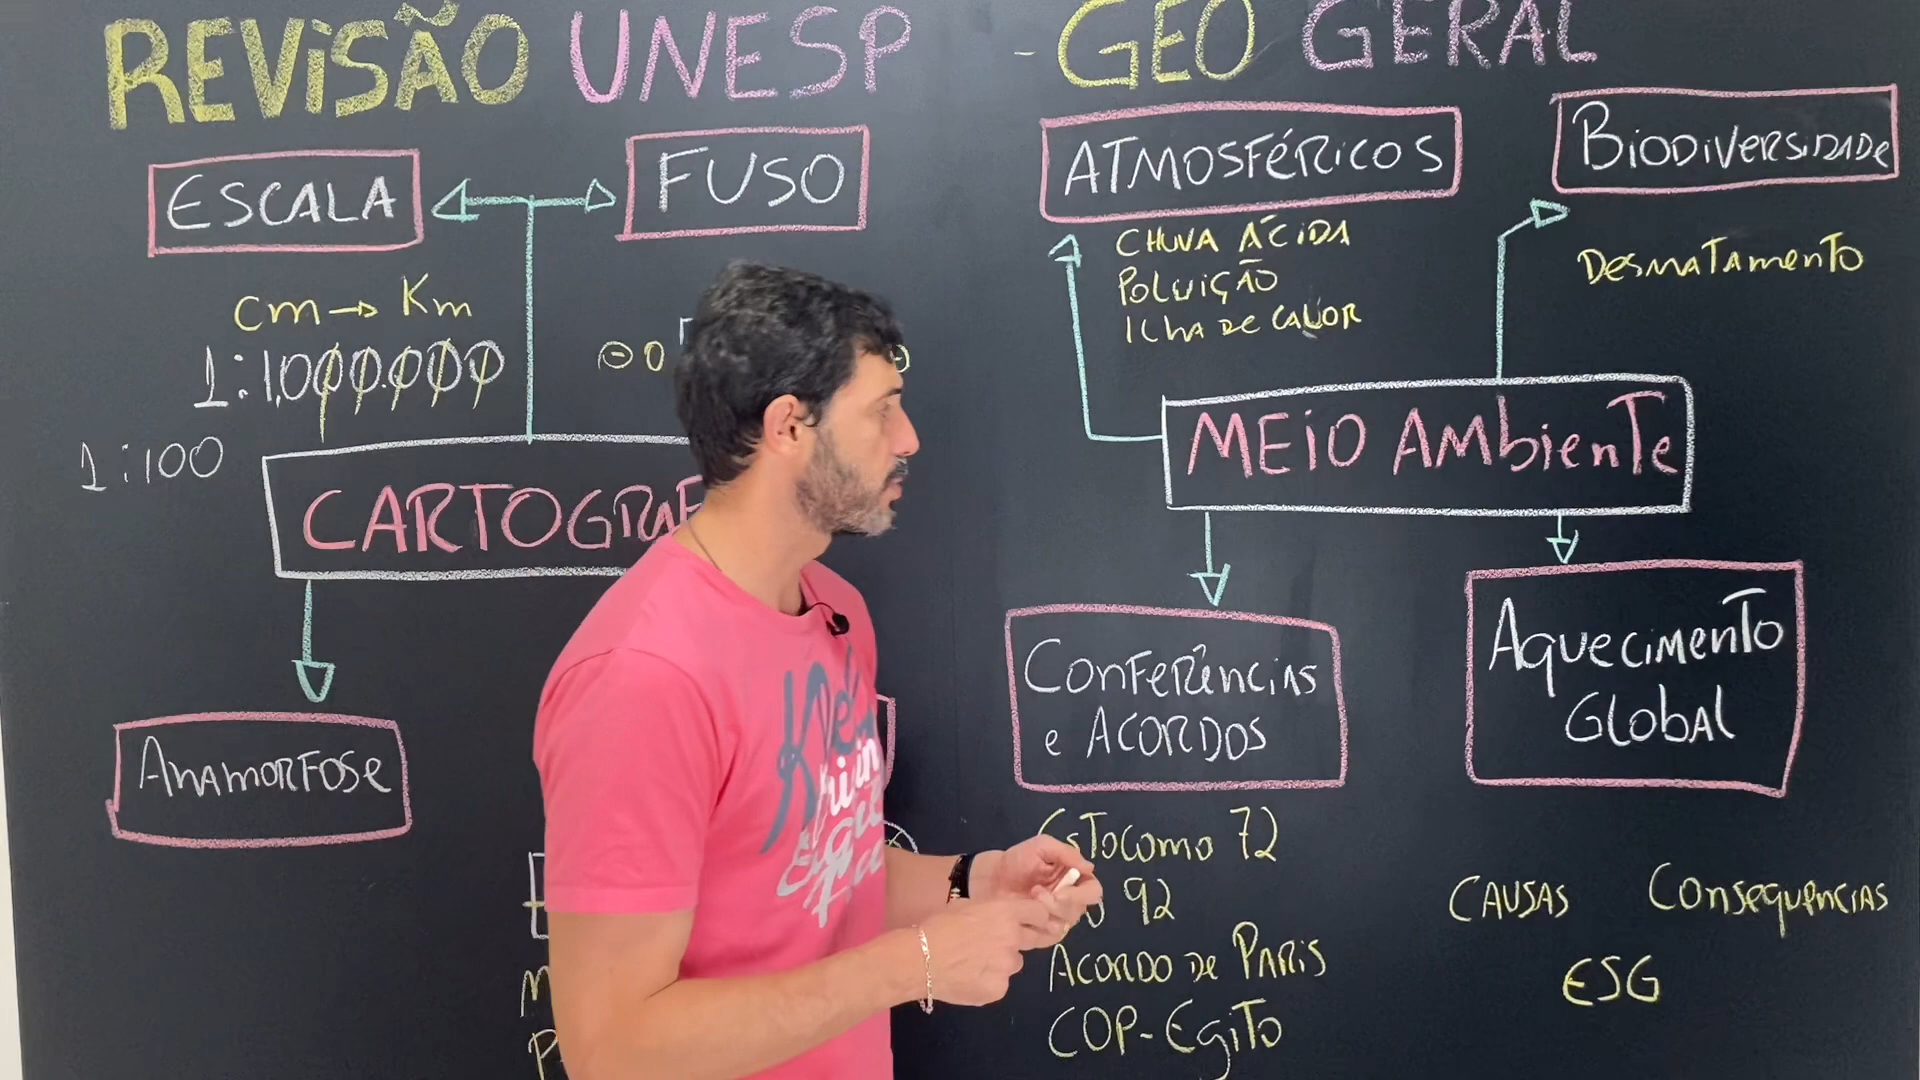 REVISÃO UNESP - GEO GERAL
ESCALA
FUSO
cm → Km
1:1.000.000
1:100
CARTOGRAF
ANAMORFOSE
ATMOSFÉRICOS
CHUVA ÁCIDA
POLUIÇÃO
ILHA DE CALOR
BIODIVERSIDADE
DESMATAMENTO
MEIO AMBIENTE
CONFERÊNCIAS
e ACORDOS
ESTOCOMO 72
92
ACORDO DE PARIS
COP-EGITO
AQUECIMENTO
GLOBAL
CAUSAS CONSEQUÊNCIAS
ESG